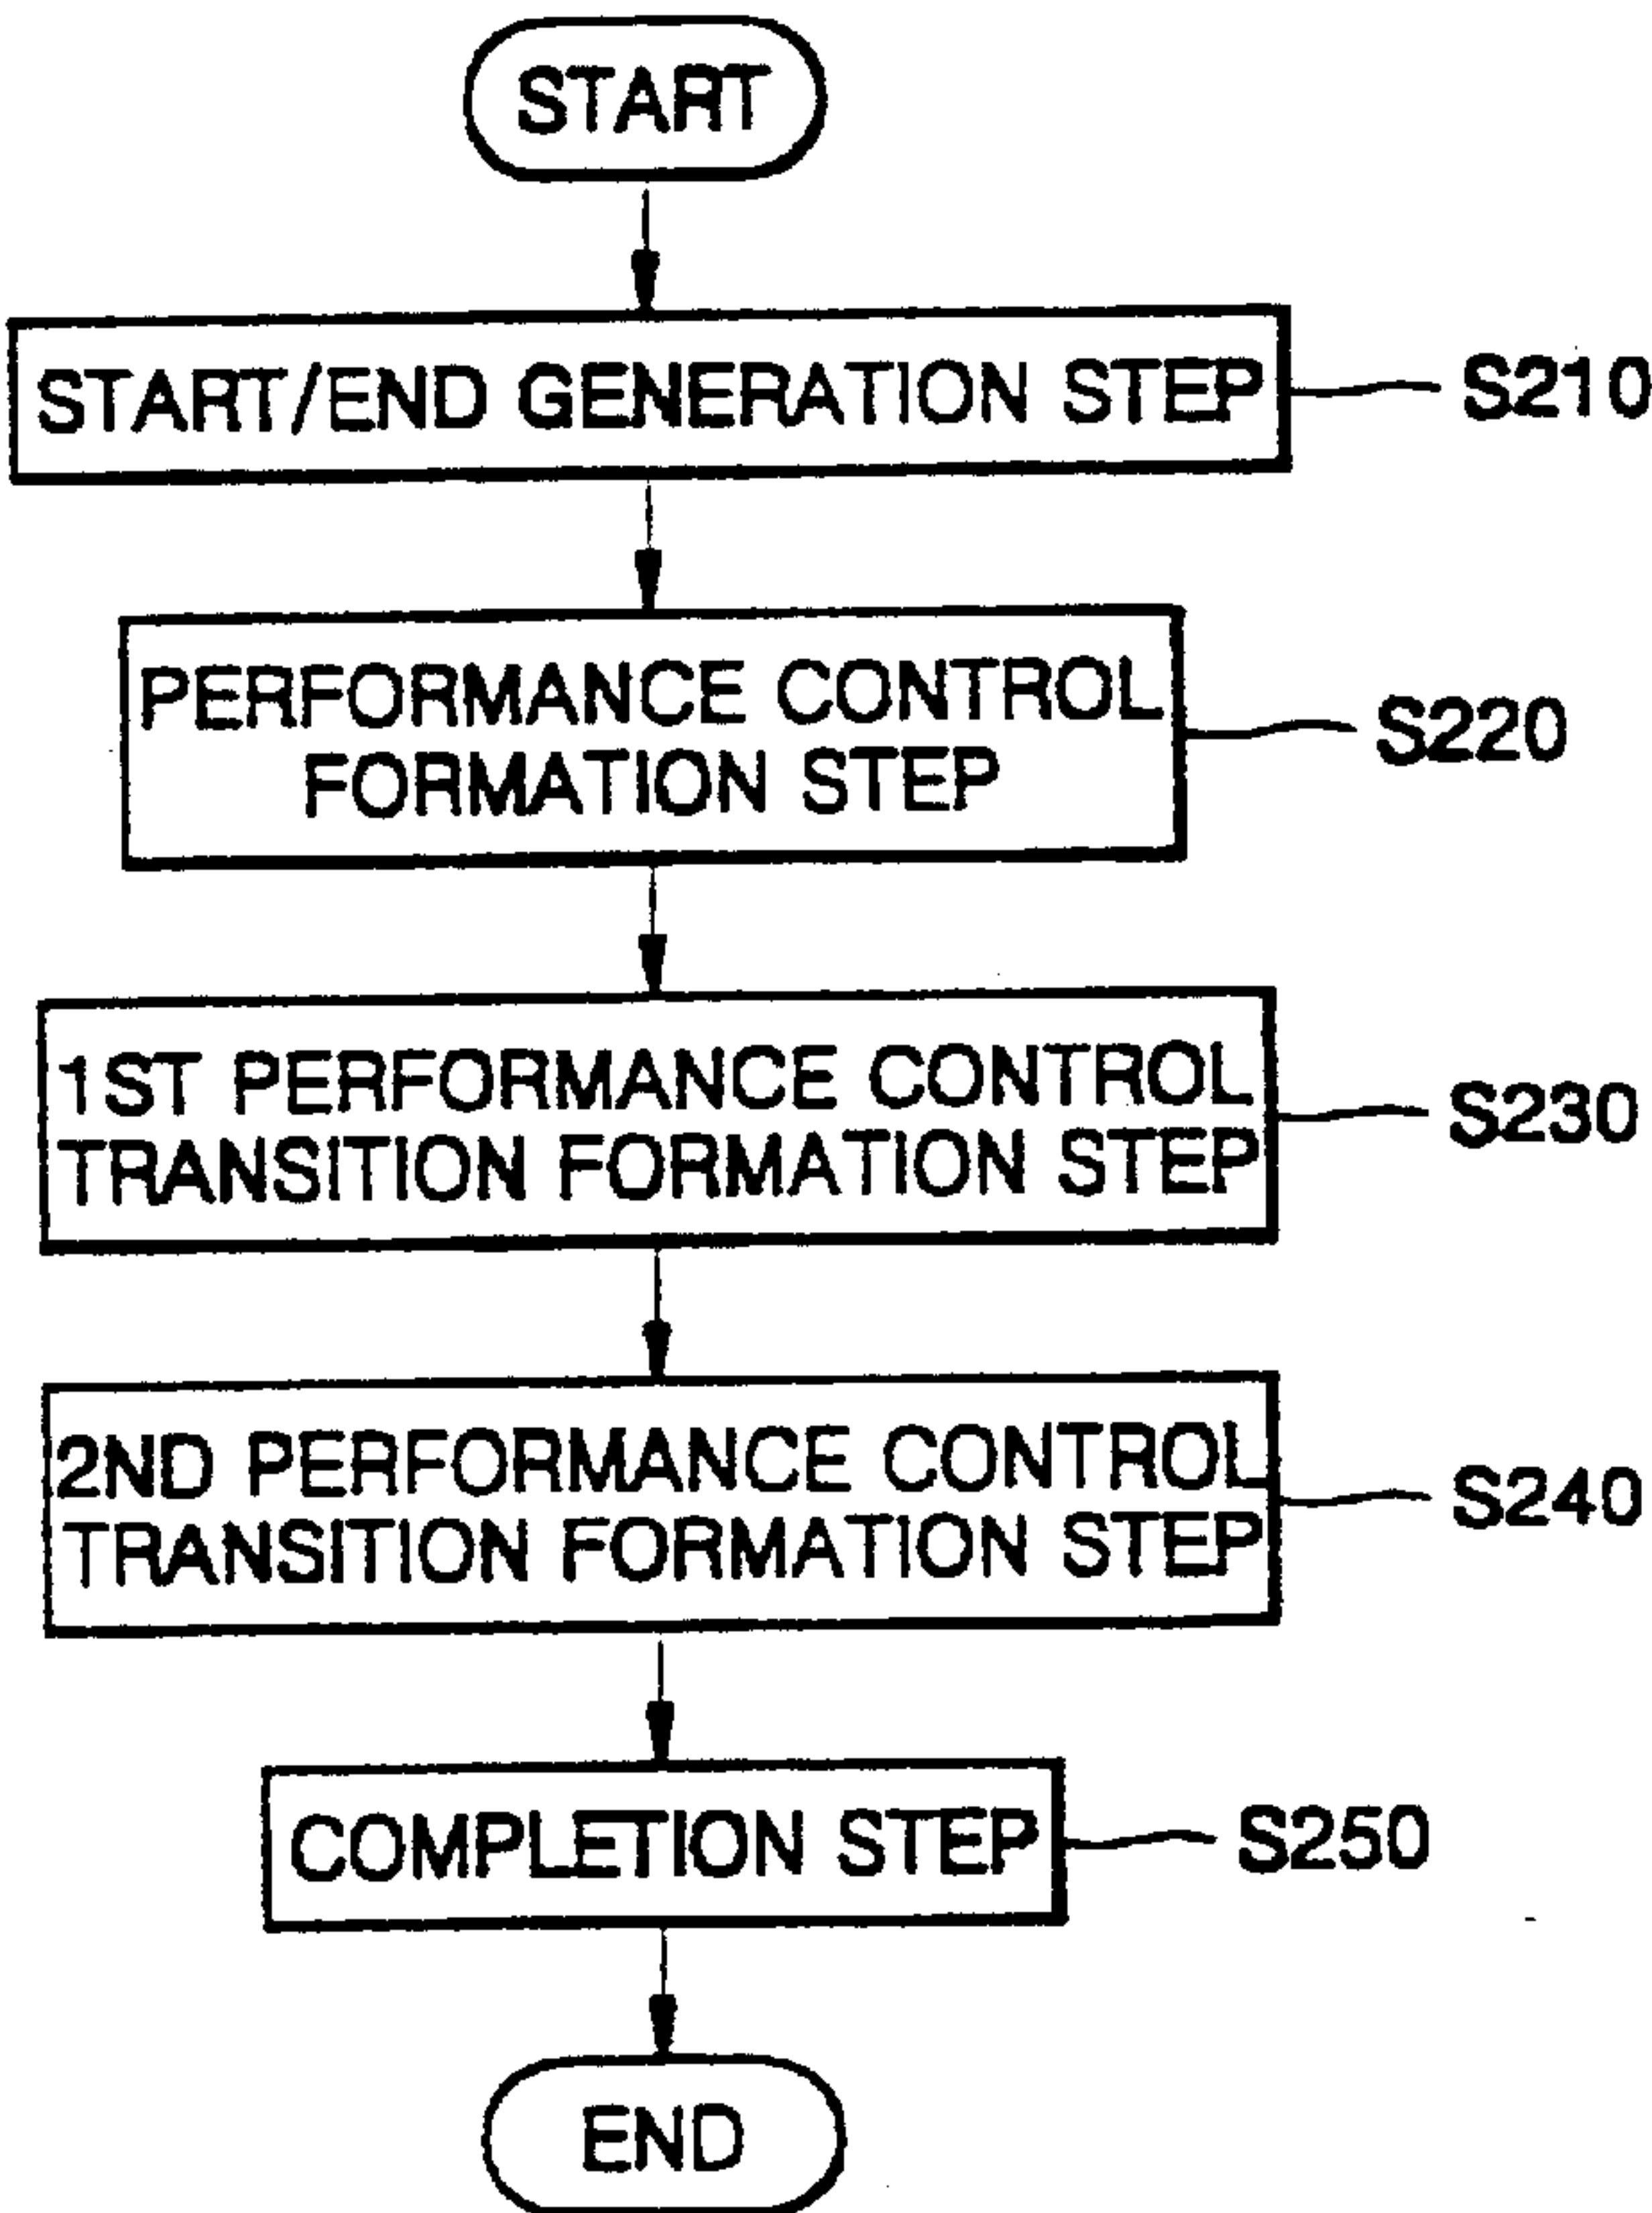 START
START/END GENERATION STEP
S210
PERFORMANCE CONTROL
FORMATION STEP
S220
1ST PERFORMANCE CONTROL
TRANSITION FORMATION STEP
S230
2ND PERFORMANCE CONTROL
TRANSITION FORMATION STEP
S240
COMPLETION STEP
S250
END